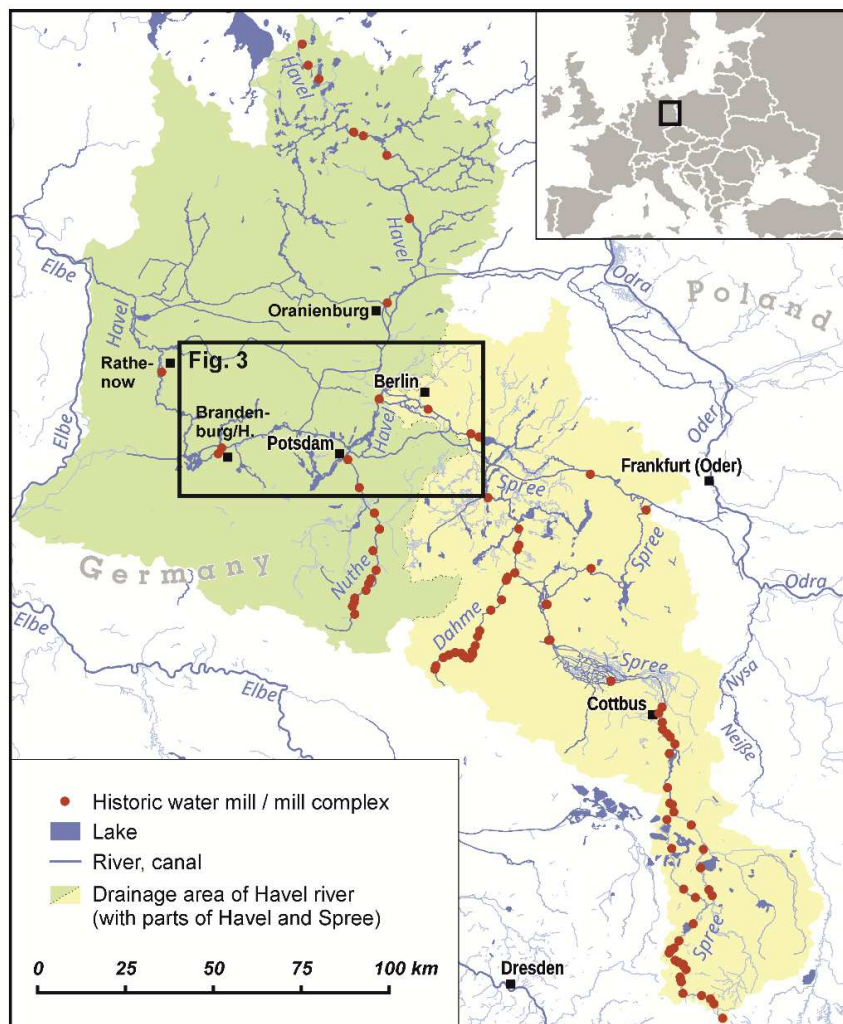 Havel
Elbe
Havel
Odra
Poland
Oranienburg
Havel
Rathe-
now
Fig. 3
Berlin
Oder
Elbe
Branden-
burg/H.
Potsdam
Havel
Frankfurt (Oder)
Spree
Spree
Germany
Nuthe
Odra
Elbe
Dahme
Elbe
Spree
Nysa
Cottbus
Neiße
Historic water mill / mill complex
Lake
River, canal
Drainage area of Havel river
(with parts of Havel and Spree)
Spree
0 25 50 100 km
Dresden